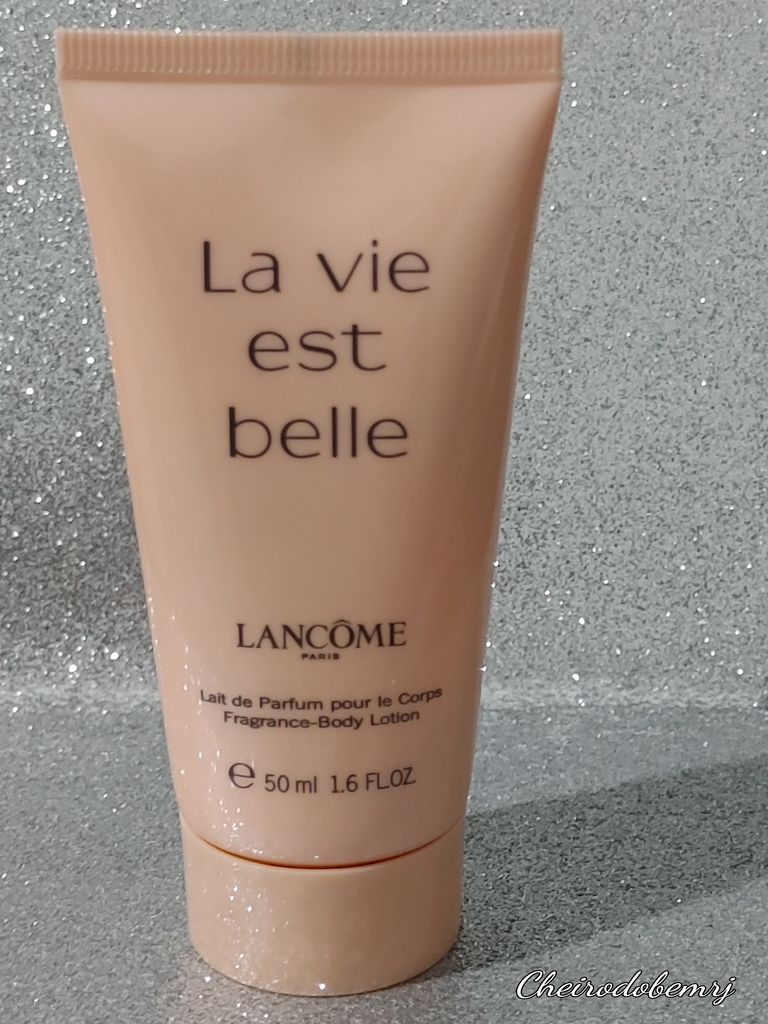 La vie
est
belle
LANCÔME
PARIS
Lait de Parfum pour le Corps
Fragrance-Body Lotion
e 50 ml 1.6 FL.OZ.
Cheirodobemrj